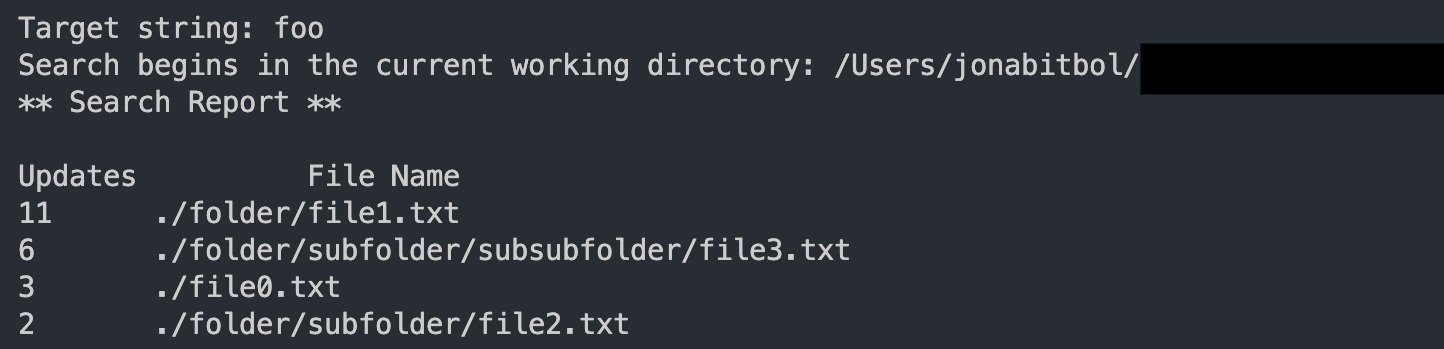 Target string: foo
Search begins in the current working directory: /Users/jonabitbol/
** Search Report **
Updates File Name
11 ./folder/file1.txt
6 ./folder/subfolder/subsubfolder/file3.txt
3 ./file0.txt
2 ./folder/subfolder/file2.txt